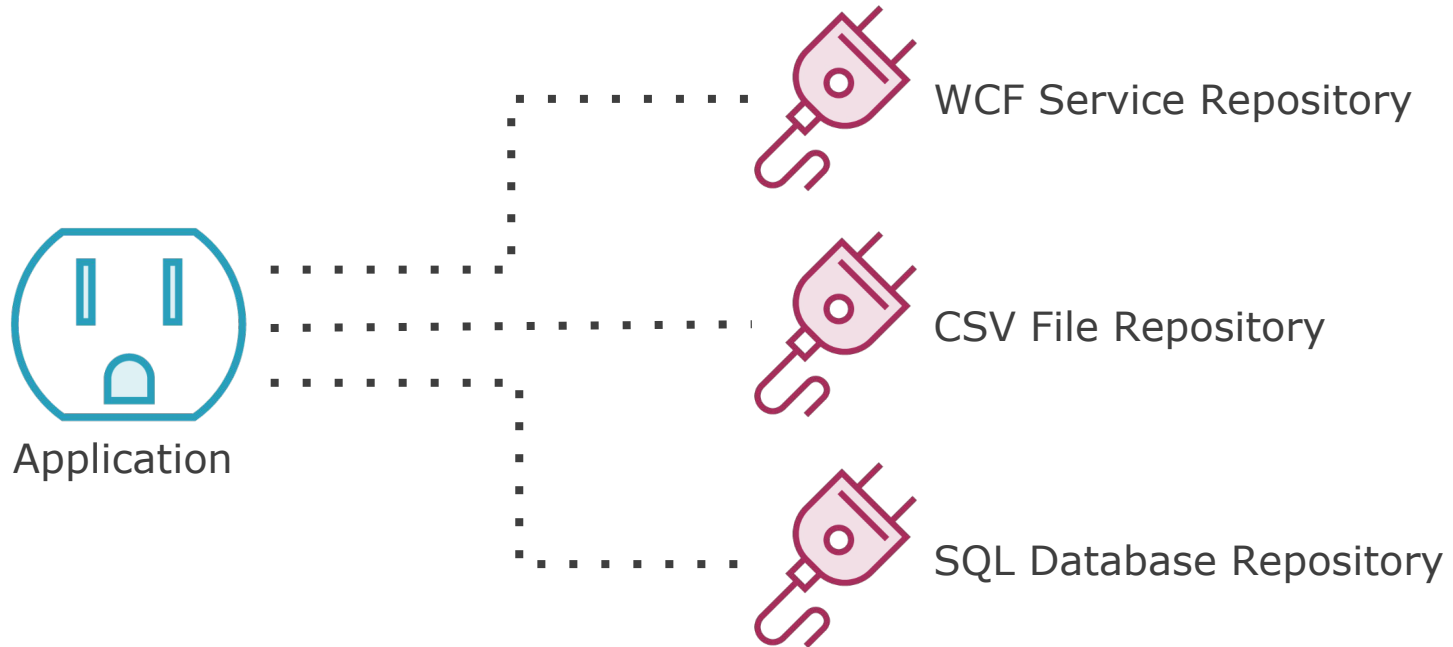 WCF Service Repository
CSV File Repository
Application
SQL Database Repository